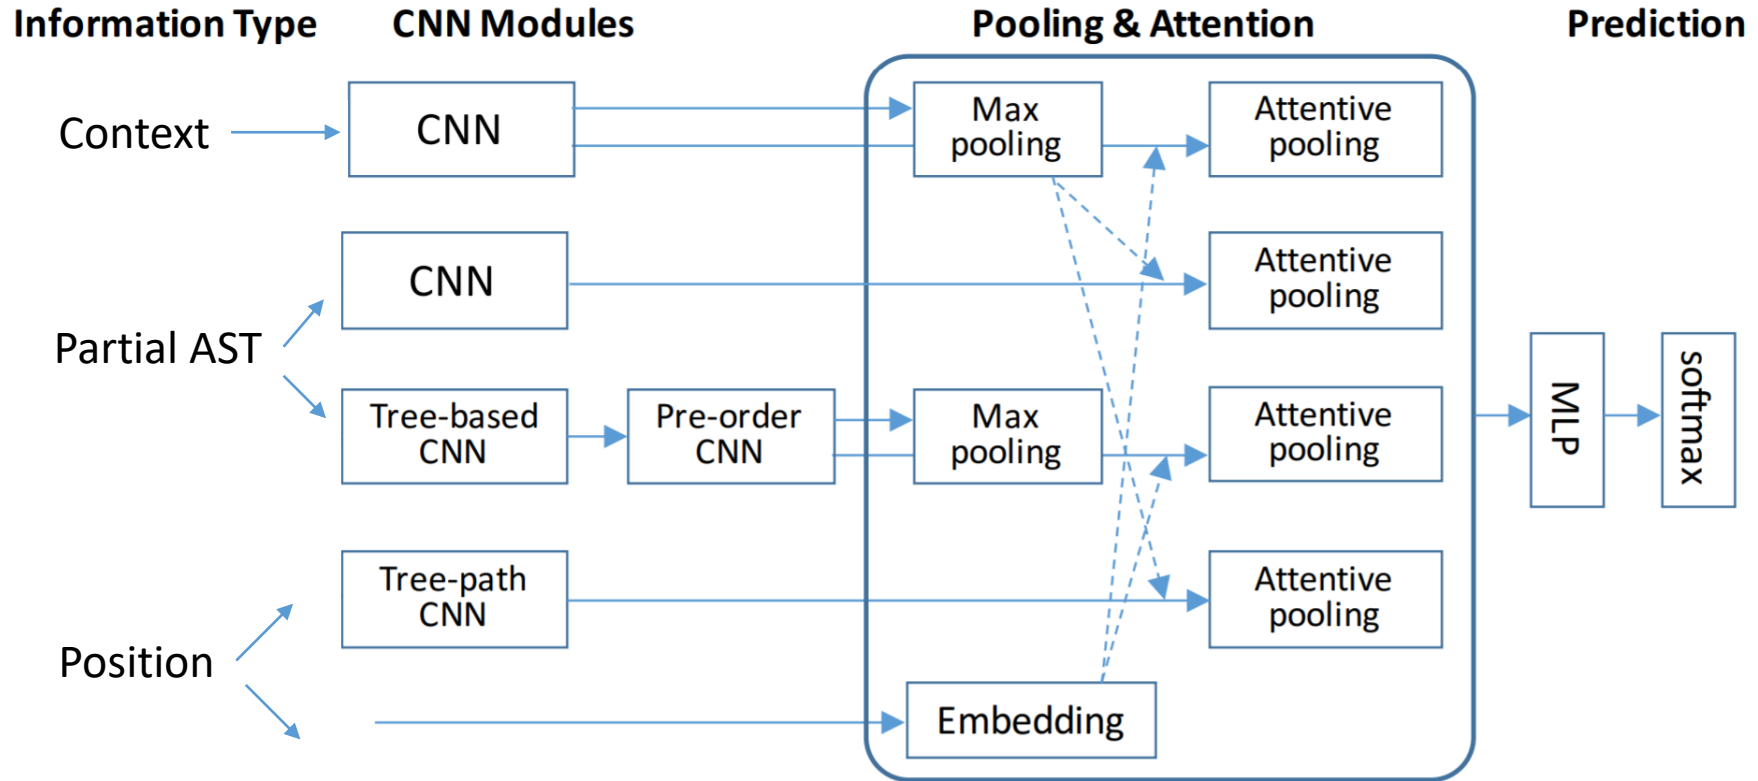 Information Type
CNN Modules
Pooling & Attention
Prediction
Context
CNN
Max
pooling
Attentive
pooling
CNN
Attentive
pooling
Partial AST
Tree-based
CNN
Pre-order
CNN
Max
pooling
Attentive
pooling
MLP
softmax
Tree-path
CNN
Attentive
pooling
Position
Embedding